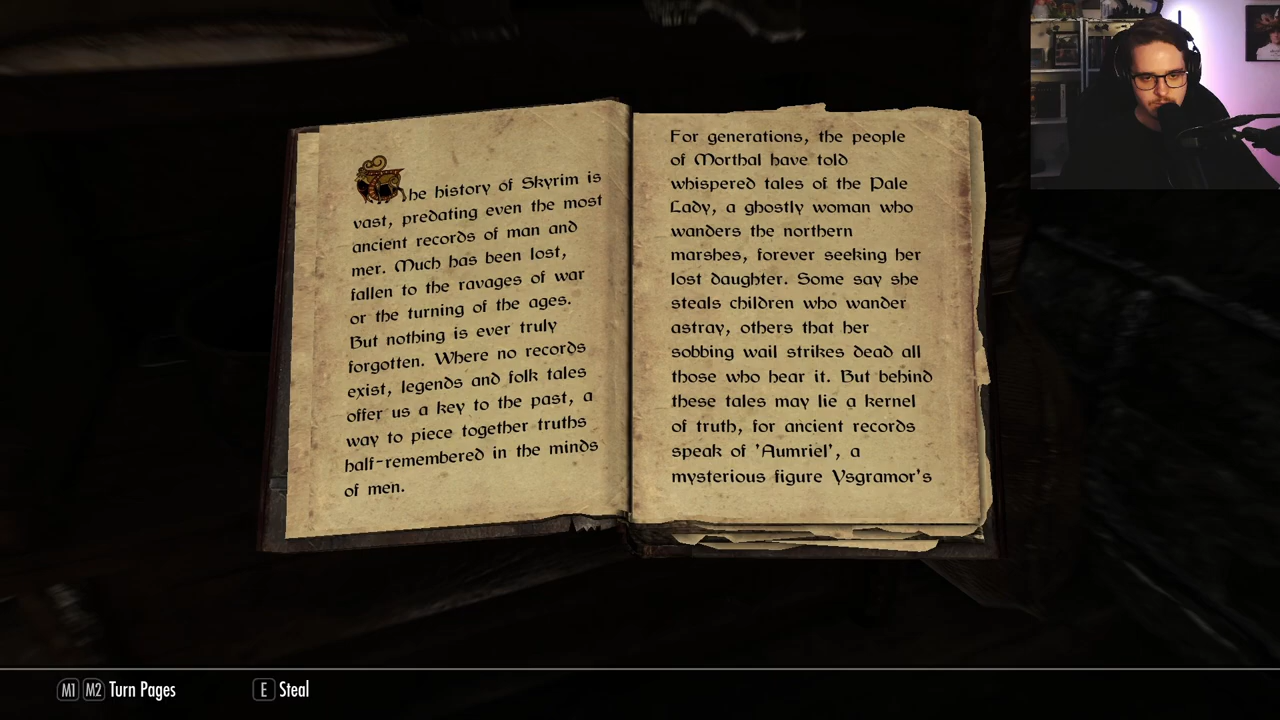 The history of Skyrim is
vast, predating even the most
ancient records of man and
mer. Much has been lost,
fallen to the ravages of war
or the turning of the ages.
But nothing is ever truly
forgotten. Where no records
exist, legends and folk tales
offer us a key to the past, a
way to piece together truths
half-remembered in the minds
of men.
For generations, the people
of Morthal have told
whispered tales of the Pale
Lady, a ghostly woman who
wanders the northern
marshes, forever seeking her
lost daughter. Some say she
steals children who wander
astray, others that her
sobbing wail strikes dead all
those who hear it. But behind
these tales may lie a kernel
of truth, for ancient records
speak of 'Aumriel', a
mysterious figure Ysgramor's
M1 M2 Turn Pages
E Steal